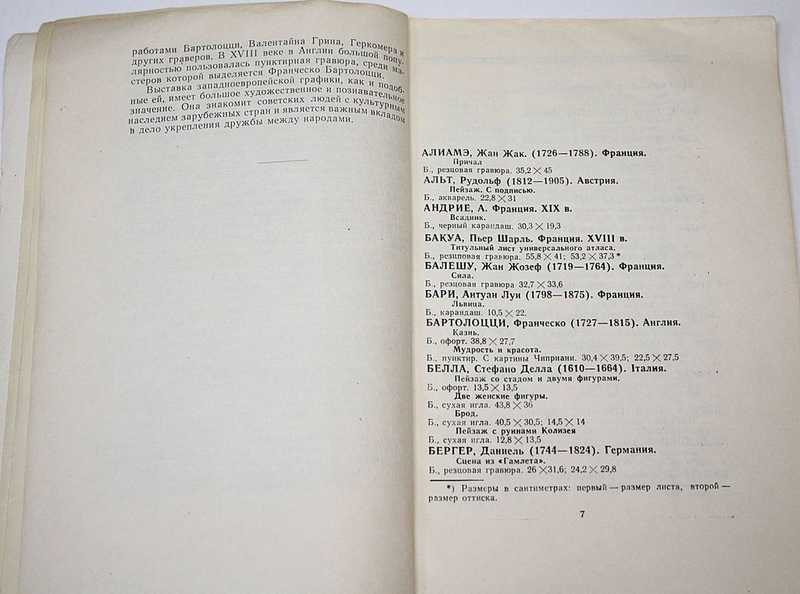 работами Бартолоцци, Валентайна Грина, Геркомера и
других граверов. В XVIII веке в Англии большой попу-
лярностью пользовалась пунктирная гравюра, среди ма-
стеров которой выделяется Франческо Бартолоцци.
Выставка западноевропейской графики, как и подоб-
ные ей, имеет большое художественное и познавательное
значение. Она знакомит советских людей с культурным
наследием зарубежных стран и является важным вкладом
в дело укрепления дружбы между народами.
АЛИАМЭ, Жан Жак. (1726—1788). Франция.
Причал
Б., резцовая гравюра. 35,2 X 45
АЛЬТ, Рудольф (1812—1905). Австрия.
Пейзаж. С подписью.
Б., акварель. 22,8 X 31
АНДРИЕ, А. Франция. XIX в.
Всадник.
Б., черный карандаш. 30,3 X 19,3
БАКУА, Пьер Шарль. Франция. XVIII в.
Титульный лист универсального атласа.
Б., резцповая гравюра. 55,8 X 41; 53,2 X 37,3 *
БАЛЕШУ, Жан Жозеф (1719—1764). Франция.
Сила.
Б., резцовая гравюра 32,7 X 33,6
БАРИ, Антуан Луи (1798—1875). Франция.
Львица.
Б., карандаш. 10,5 X 22.
БАРТОЛОЦЦИ, Франческо (1727—1815). Англия.
Казнь.
Б., офорт. 38,8 X 27,7
Мудрость и красота.
Б., пунктир. С картины Чиприани. 30,4 X 39,5; 22,5 X 27,5
БЕЛЛА, Стефано Делла (1610—1664). Италия.
Пейзаж со стадом и двумя фигурами.
Б., офорт. 13,5 X 13,5
Две женские фигуры.
Б., сухая игла. 43,8 X 36
Брод.
Б., сухая игла. 40,5 X 30,5; 14,5 X 14
Пейзаж с руинами Колизея
Б., сухая игла. 12,8 X 13,5
БЕРГЕР, Даниель (1744—1824). Германия.
Сцена из «Гамлета».
Б., резцовая гравюра. 26 X 31,6; 24,2 X 29,8
*) Размеры в сантиметрах: первый — размер листа, второй —
размер оттиска.
7